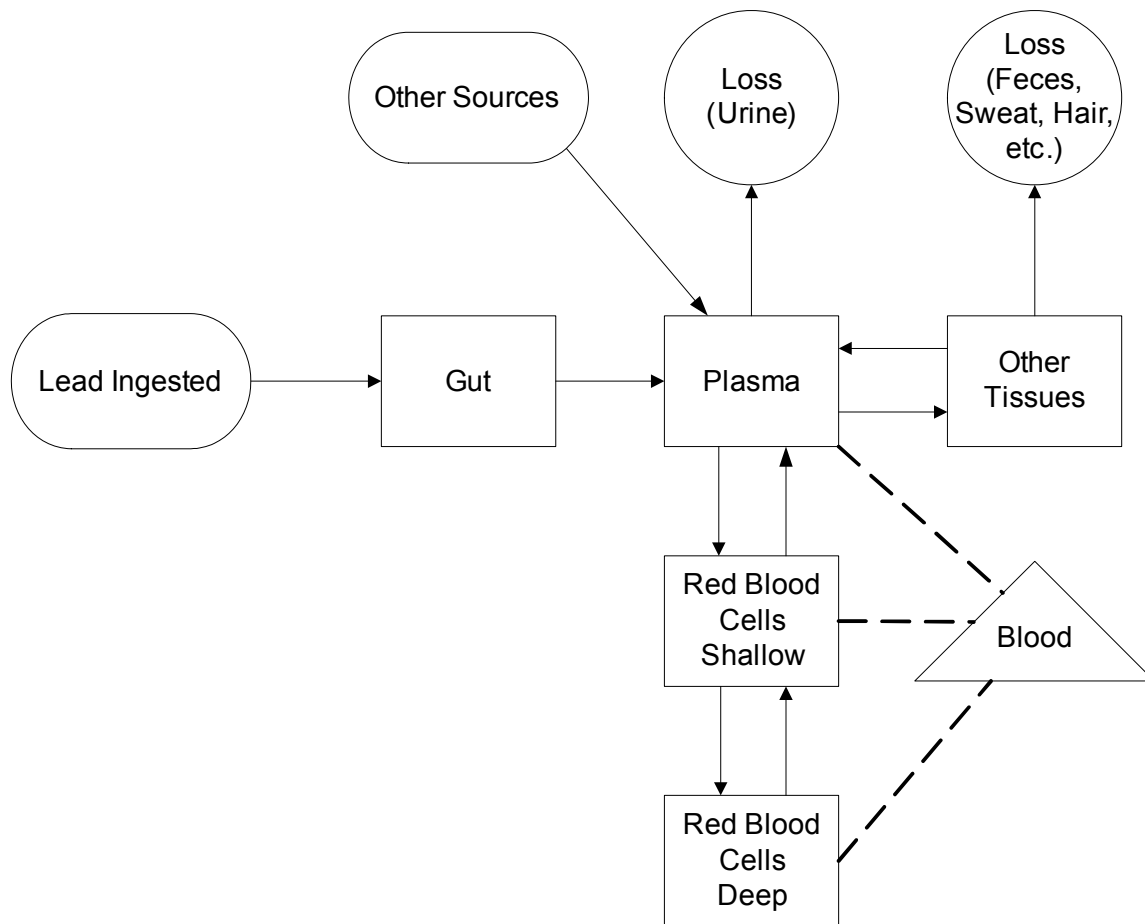 Other Sources
Loss
(Urine)
Loss
(Feces,
Sweat, Hair,
etc.)
Lead Ingested
Gut
Plasma
Other
Tissues
Red Blood
Cells
Shallow
Blood
Red Blood
Cells
Deep